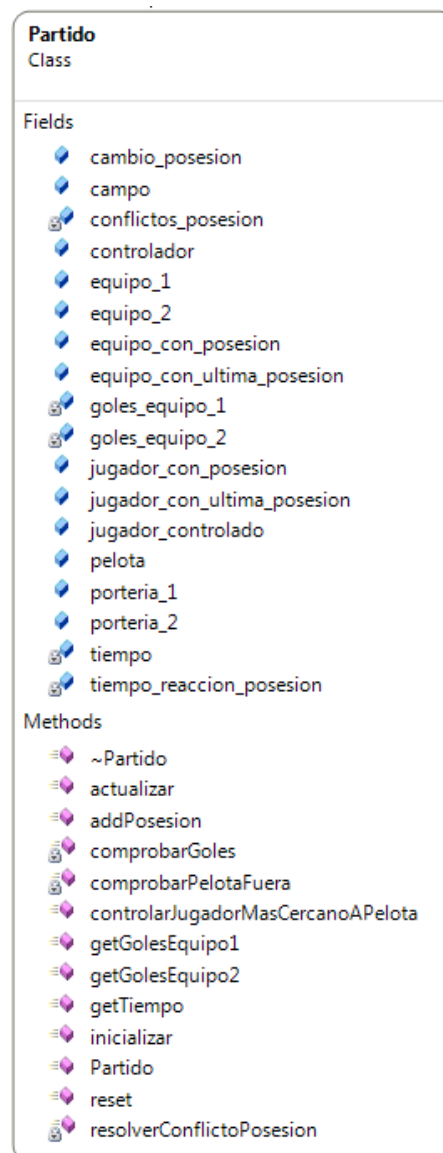 Partido
Class
Fields
cambio_posesion
campo
conflictos_posesion
controlador
equipo_1
equipo_2
equipo_con_posesion
equipo_con_ultima_posesion
goles_equipo_1
goles_equipo_2
jugador_con_posesion
jugador_con_ultima_posesion
jugador_controlado
pelota
porteria_1
porteria_2
tiempo
tiempo_reaccion_posesion
Methods
~Partido
actualizar
addPosesion
comprobarGoles
comprobarPelotaFuera
controlarJugadorMasCercanoAPelota
getGolesEquipo1
getGolesEquipo2
getTiempo
inicializar
Partido
reset
resolverConflictoPosesion